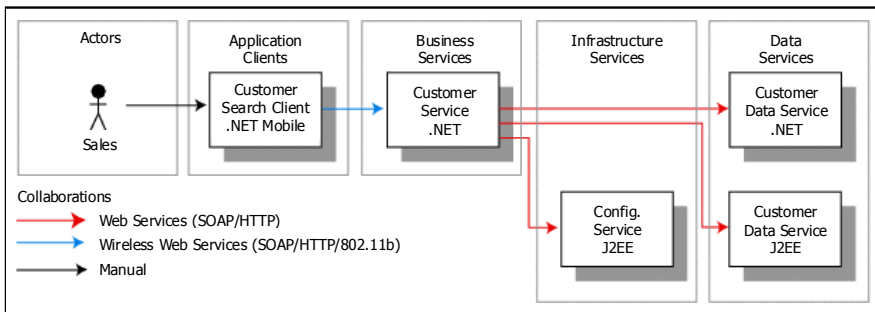 Actors
Application
Clients
Business
Services
Infrastructure
Services
Data
Services
Sales
Customer
Search Client
.NET Mobile
Customer
Service
.NET
Customer
Data Service
.NET
Config.
Service
J2EE
Customer
Data Service
J2EE
Collaborations
Web Services (SOAP/HTTP)
Wireless Web Services (SOAP/HTTP/802.11b)
Manual